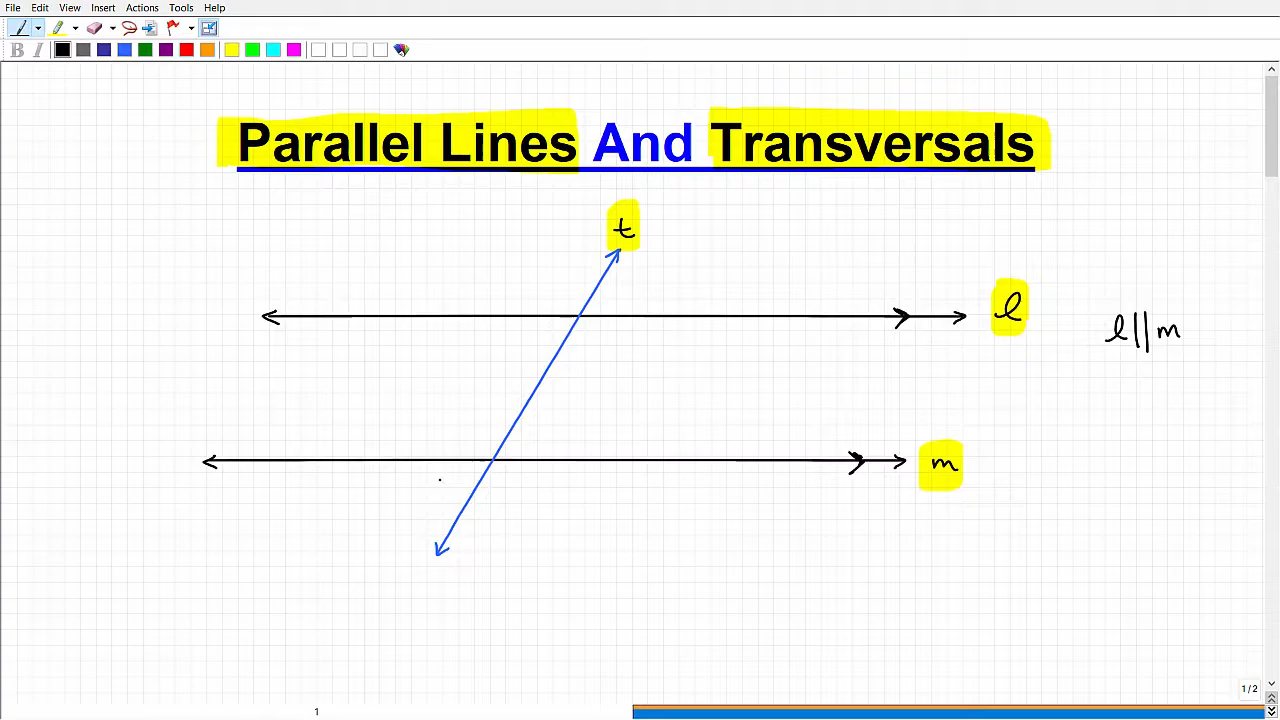 File Edit View Insert Actions Tools Help
B I
Parallel Lines And Transversals
t
ℓ
ℓ||m
m
1/2
1